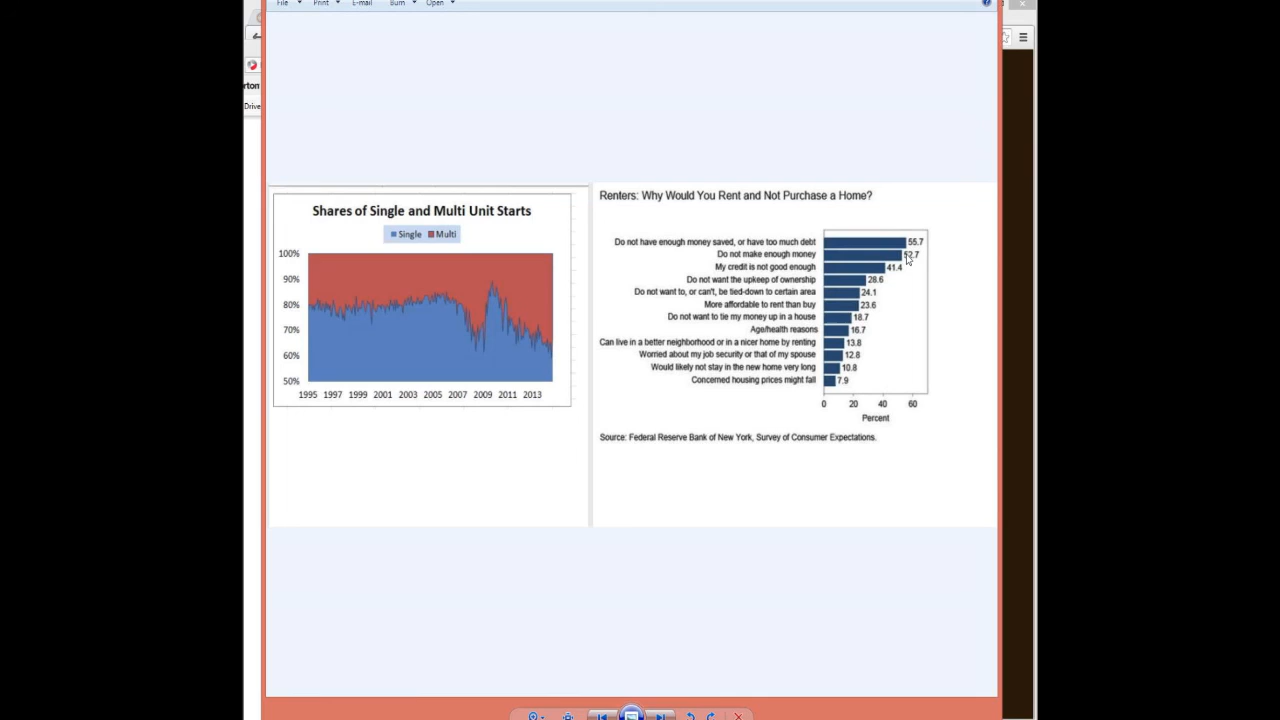 File Print E-mail Burn Open
rton
Drive
Shares of Single and Multi Unit Starts
Single Multi
100%
90%
80%
70%
60%
50%
1995 1997 1999 2001 2003 2005 2007 2009 2011 2013
Renters: Why Would You Rent and Not Purchase a Home?
Do not have enough money saved, or have too much debt 55.7
Do not make enough money 52.7
My credit is not good enough 41.4
Do not want the upkeep of ownership 28.6
Do not want to, or can't, be tied-down to certain area 24.1
More affordable to rent than buy 23.6
Do not want to tie my money up in a house 18.7
Age/health reasons 16.7
Can live in a better neighborhood or in a nicer home by renting 13.8
Worried about my job security or that of my spouse 12.8
Would likely not stay in the new home very long 10.8
Concerned housing prices might fall 7.9
0 20 40 60
Percent
Source: Federal Reserve Bank of New York, Survey of Consumer Expectations.